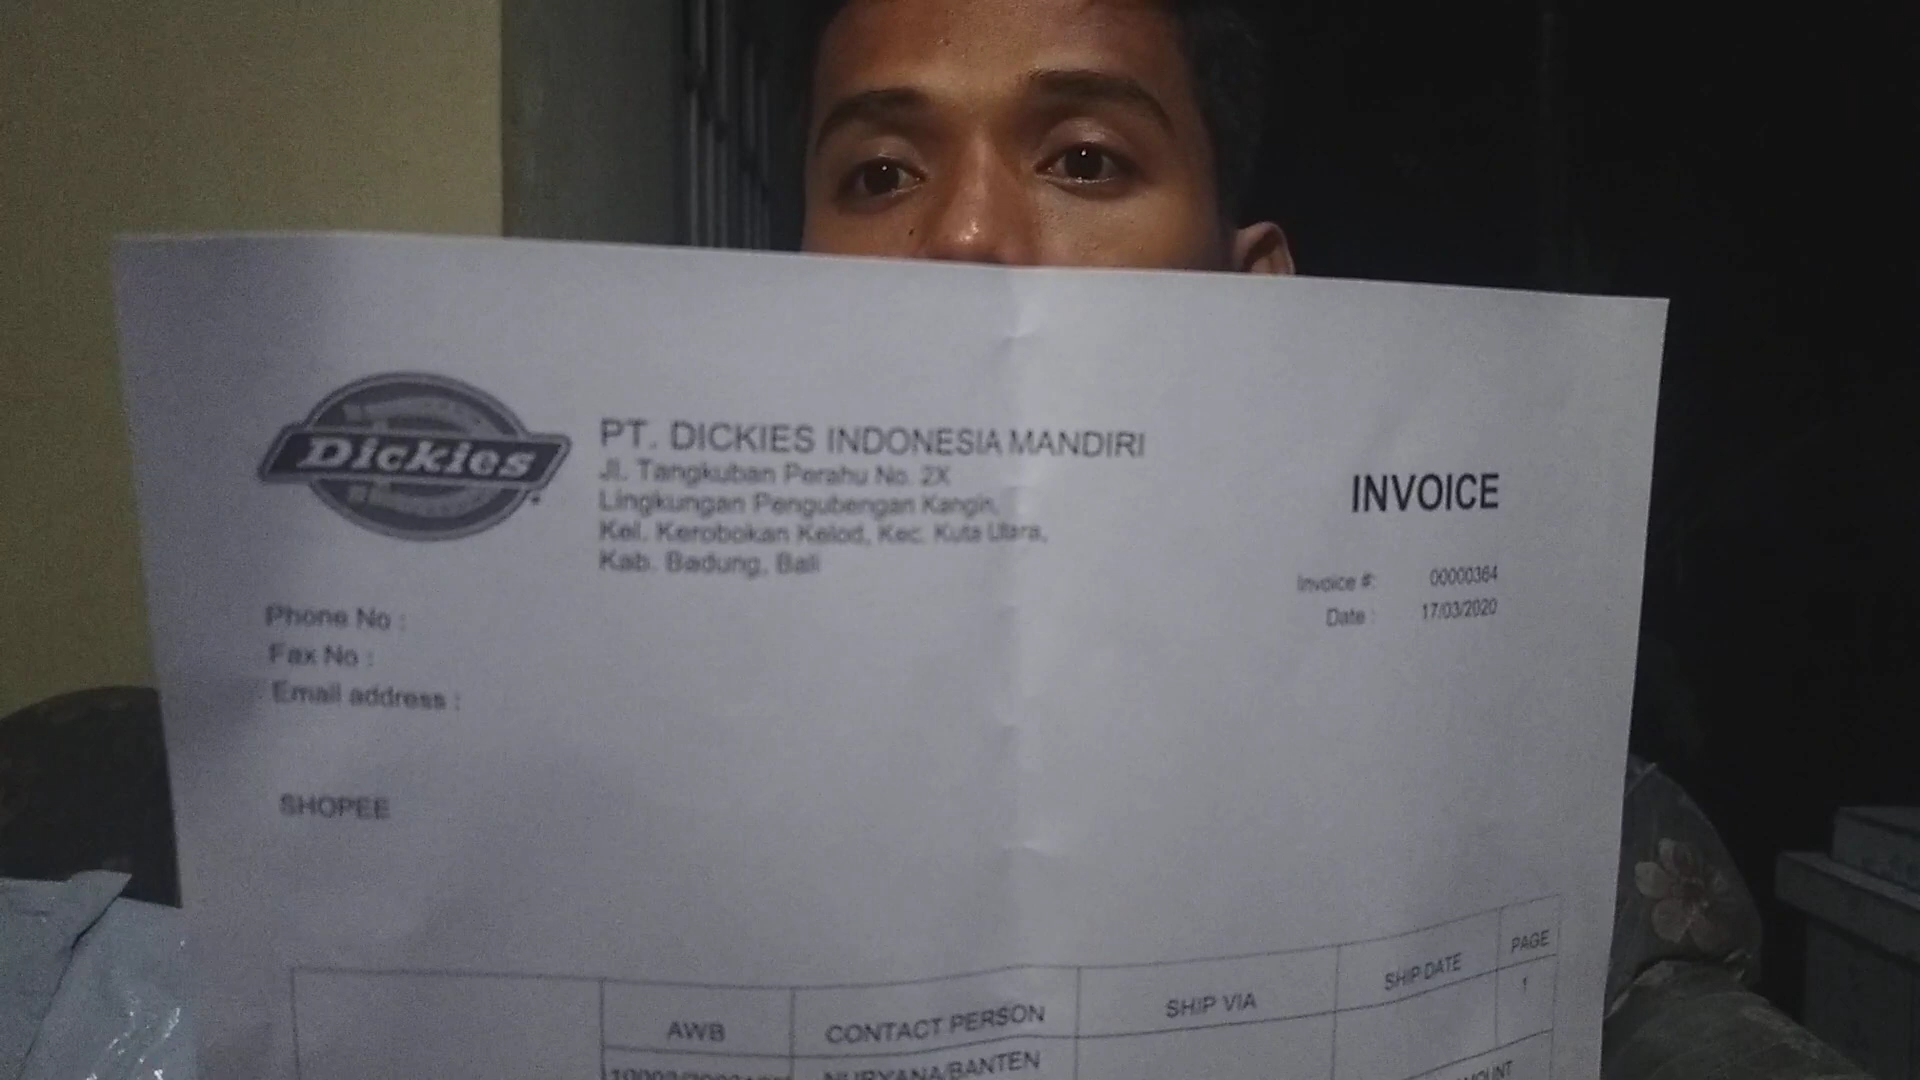 Dickies
PT. DICKIES INDONESIA MANDIRI
Jl. Tangkuban Perahu No. 2X
Lingkungan Pengubengan Kangin,
Kel. Kerobokan Kelod, Kec. Kuta Utara,
Kab. Badung, Bali
INVOICE
Invoice #: 00000364
Date : 17/03/2020
Phone No :
Fax No :
Email address :
SHOPEE
AWB CONTACT PERSON SHIP VIA SHIP DATE PAGE
1
NURYANA/BANTEN